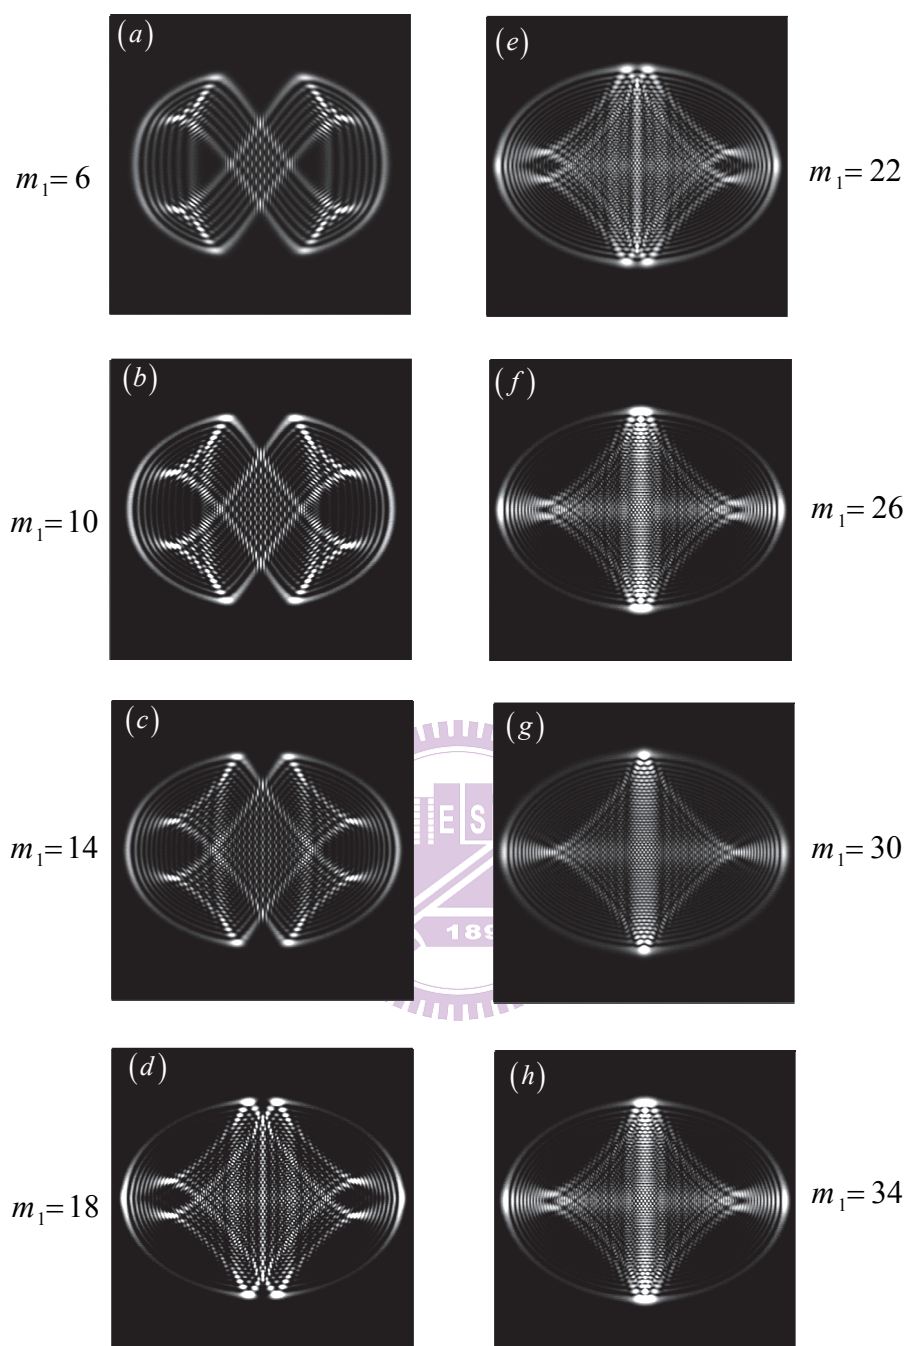 (a)
m₁= 6
(b)
m₁=10
(c)
m₁=14
(d)
m₁=18
(e)
m₁= 22
(f)
m₁= 26
(g)
m₁= 30
(h)
m₁= 34